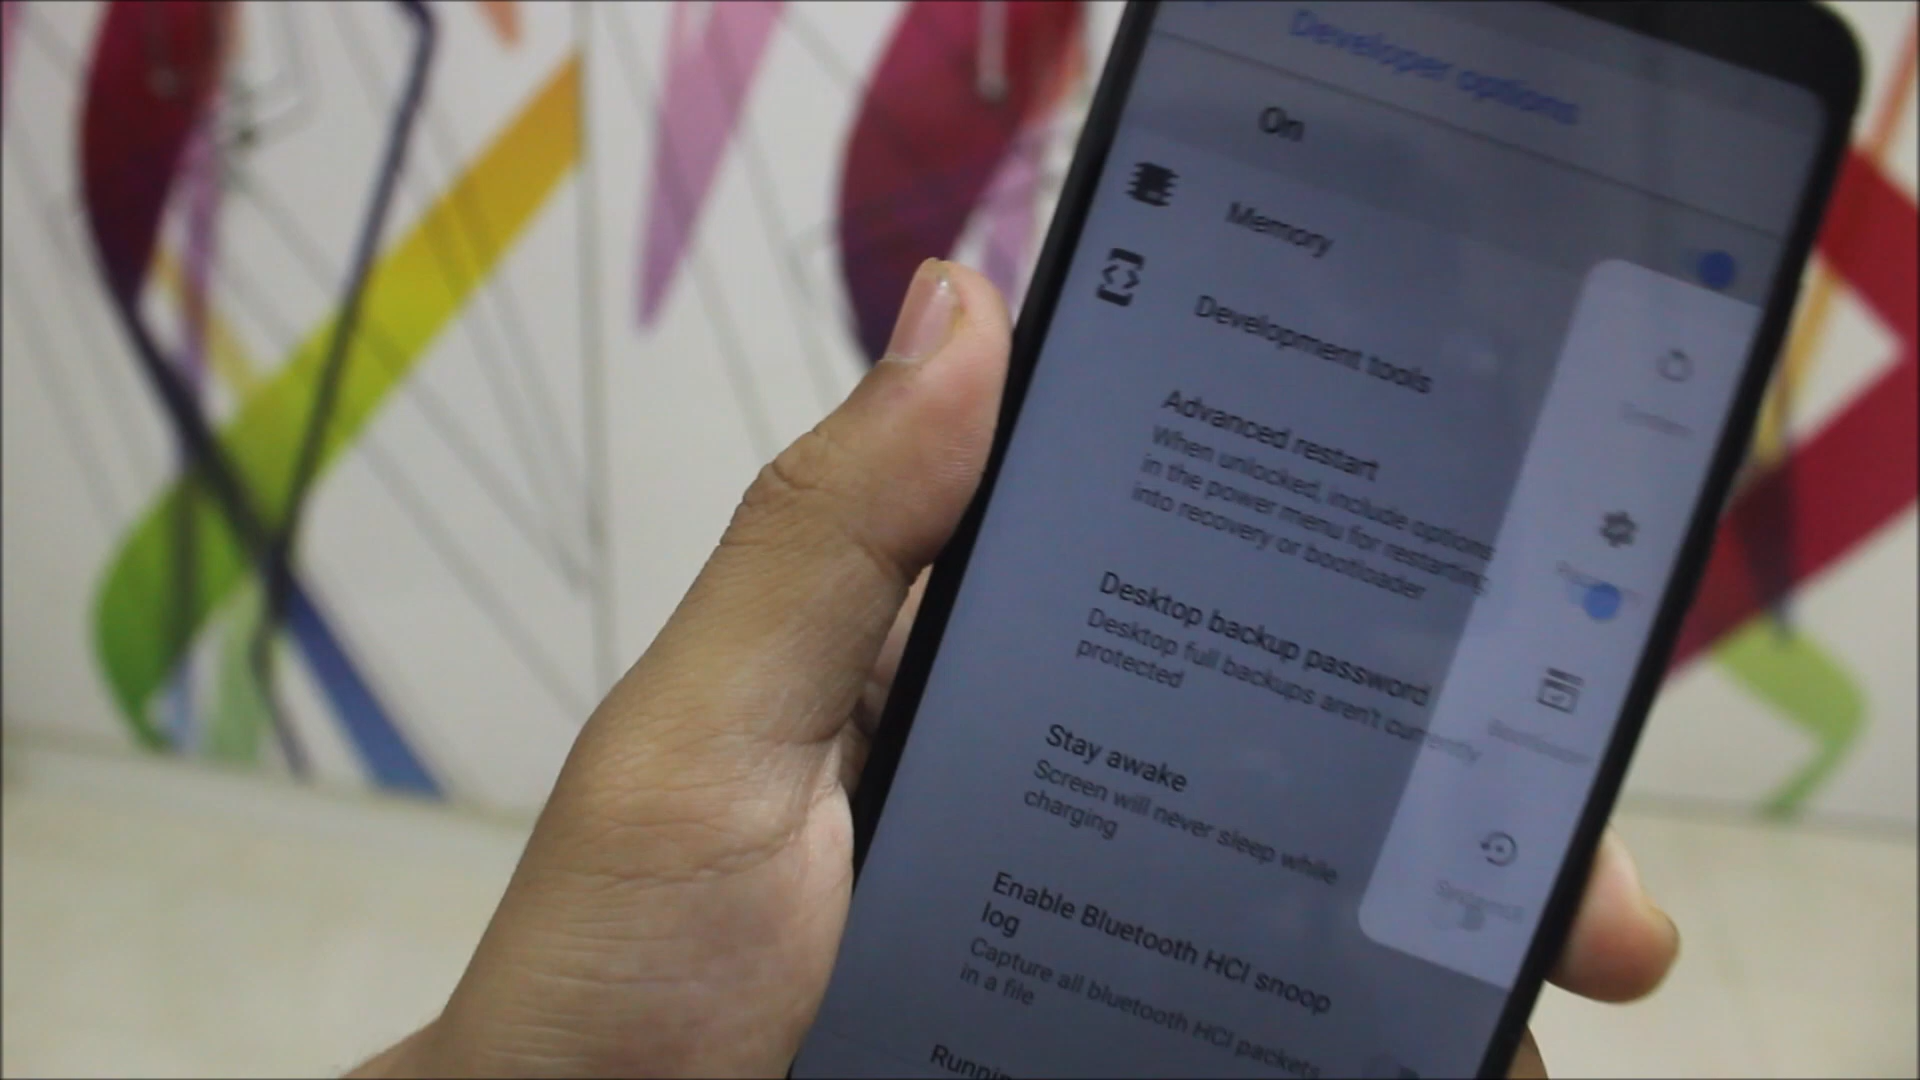 Developer options
On
Memory
Development tools
Advanced restart
When unlocked, include options
in the power menu for restarting
into recovery or bootloader
Desktop backup password
Desktop full backups aren't currently
protected
Stay awake
Screen will never sleep while
charging
Enable Bluetooth HCI snoop
log
Capture all bluetooth HCI packets
in a file